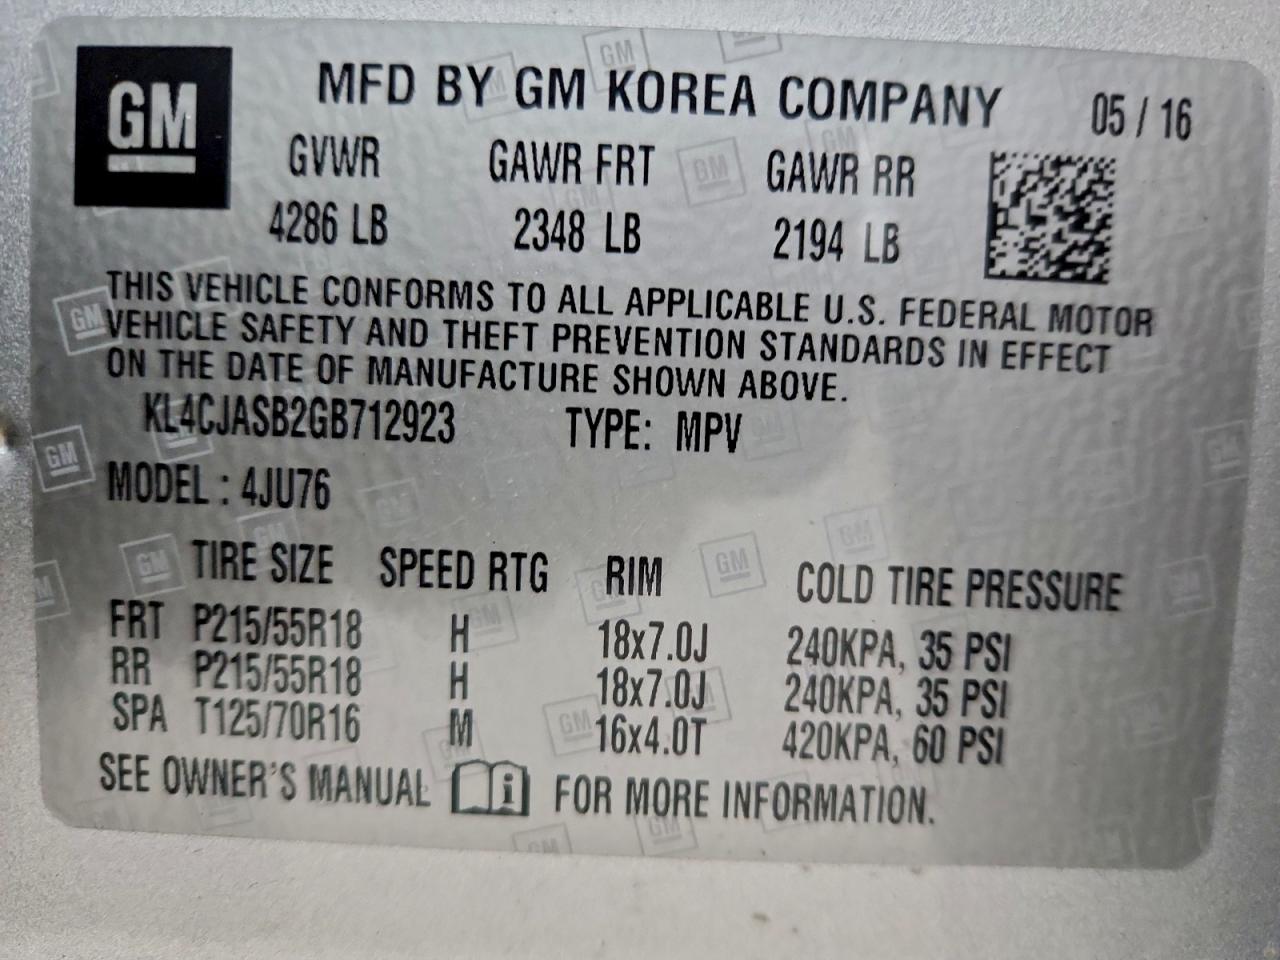 GM
MFD BY GM KOREA COMPANY 05 / 16
GVWR GAWR FRT GAWR RR
4286 LB 2348 LB 2194 LB
THIS VEHICLE CONFORMS TO ALL APPLICABLE U.S. FEDERAL MOTOR
VEHICLE SAFETY AND THEFT PREVENTION STANDARDS IN EFFECT
ON THE DATE OF MANUFACTURE SHOWN ABOVE.
KL4CJASB2GB712923 TYPE: MPV
MODEL : 4JU76
TIRE SIZE SPEED RTG RIM COLD TIRE PRESSURE
FRT P215/55R18 H 18x7.0J 240KPA, 35 PSI
RR P215/55R18 H 18x7.0J 240KPA, 35 PSI
SPA T125/70R16 M 16x4.0T 420KPA, 60 PSI
SEE OWNER'S MANUAL i FOR MORE INFORMATION.